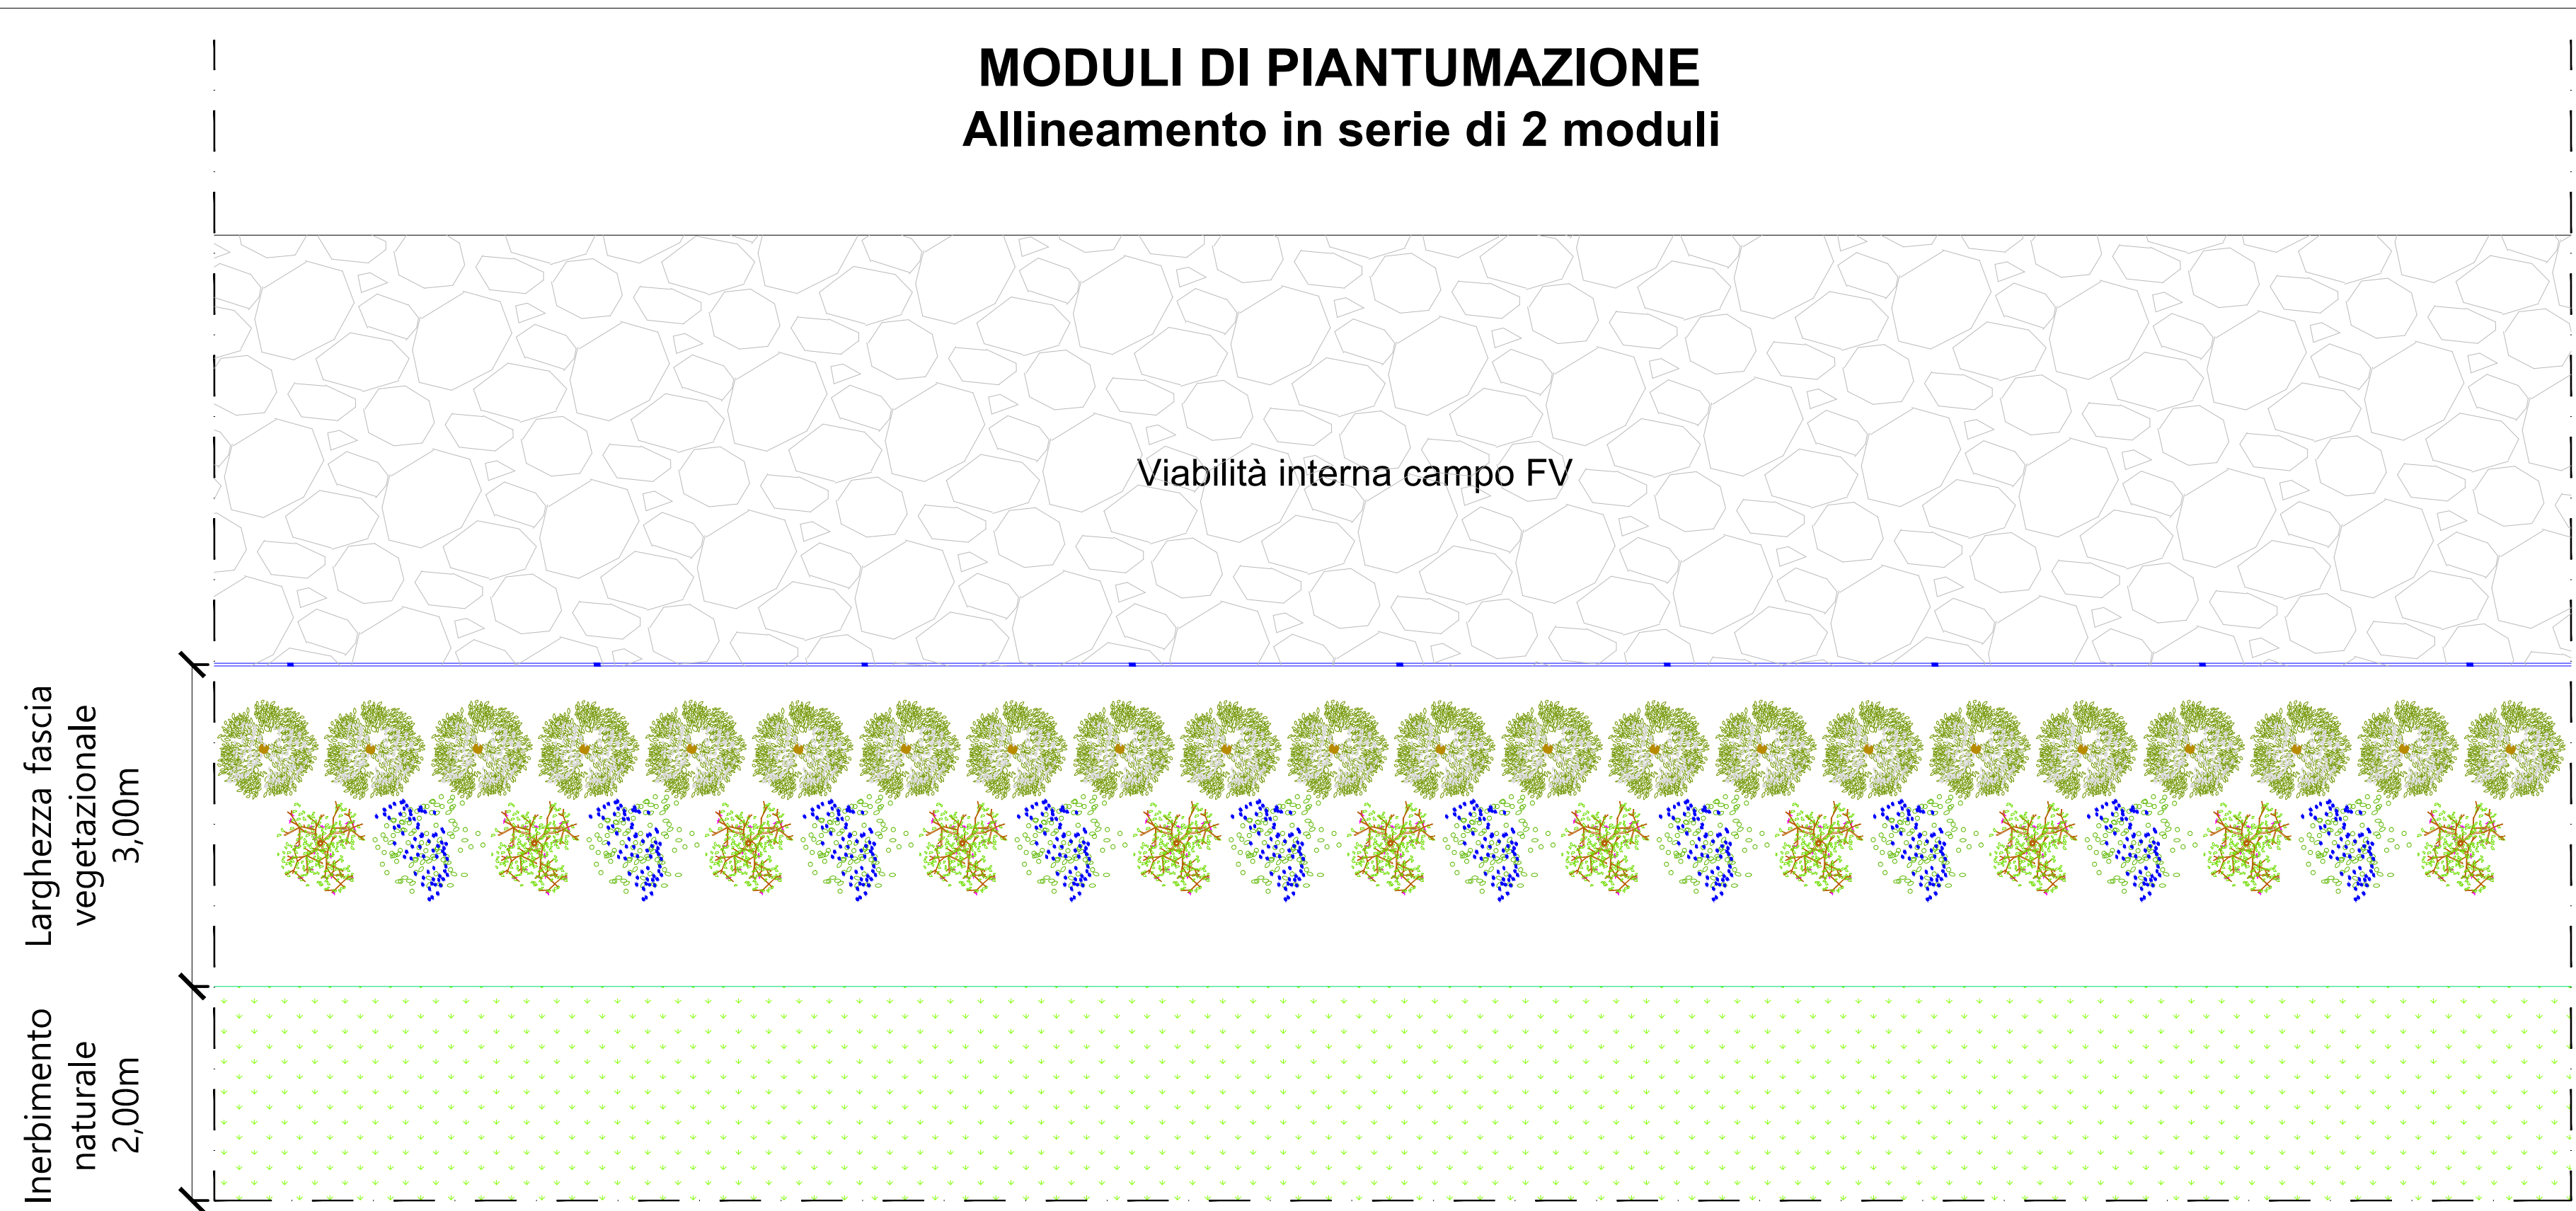 MODULI DI PIANTUMAZIONE
Allineamento in serie di 2 moduli
Viabilità interna campo FV
Larghezza fascia
vegetazionale
3,00m
Inerbimento
naturale
2,00m